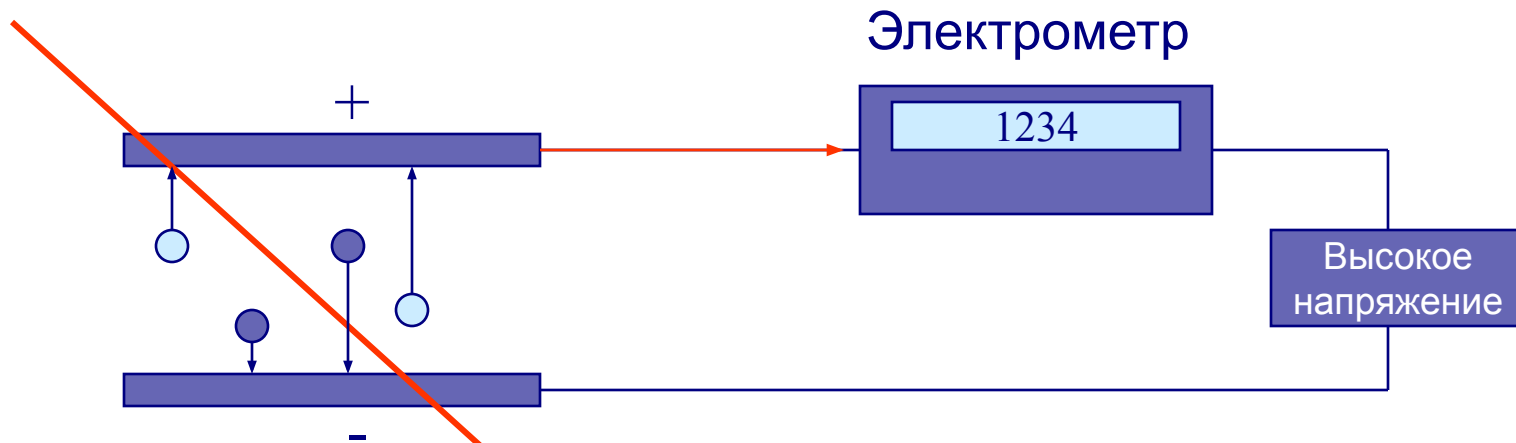 Электрометр
+
1234
Высокое
напряжение
-